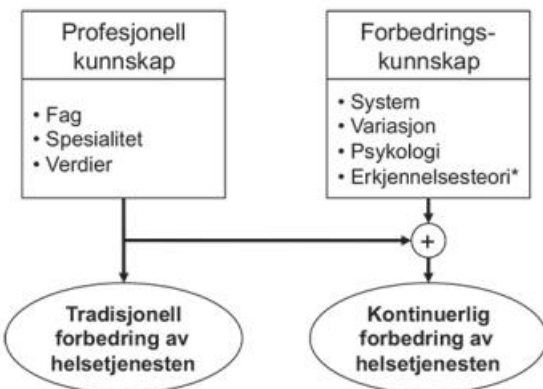 Profesjonell
kunnskap
• Fag
• Spesialitet
• Verdier
Forbedrings-
kunnskap
• System
• Variasjon
• Psykologi
• Erkjennelsesteori*
+
Tradisjonell
forbedring av
helsetjenesten
Kontinuerlig
forbedring av
helsetjenesten